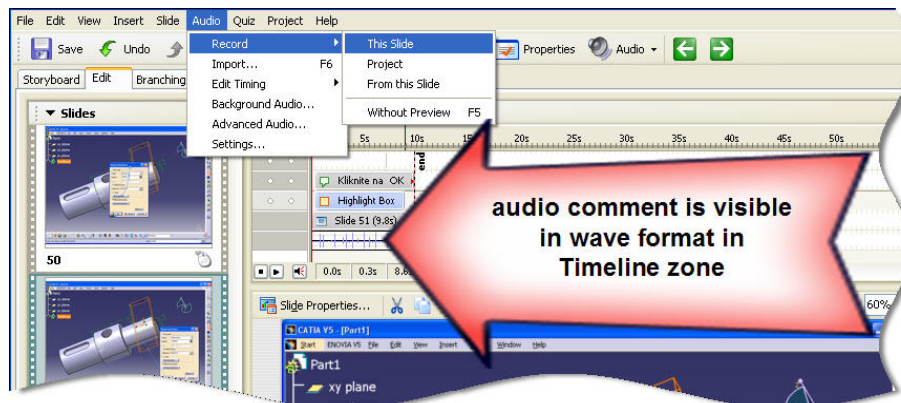 File Edit View Insert Slide Audio Quiz Project Help
Save Undo Properties Audio
Record
Import... F6
Edit Timing
Background Audio...
Advanced Audio...
Settings...
This Slide
Project
From this Slide
Without Preview F5
Storyboard Edit Branching
Slides
5s 10s 20s 25s 30s 35s 40s 45s 50s
end
Kliknite na OK
Highlight Box
Slide 51 (9.8s)
0.0s 0.3s
audio comment is visible
in wave format in
Timeline zone
50
Slide Properties... 60%
CATIA V5 - [Part1]
Start ENOVIA V5 File Edit View Insert Window Help
Part1
xy plane